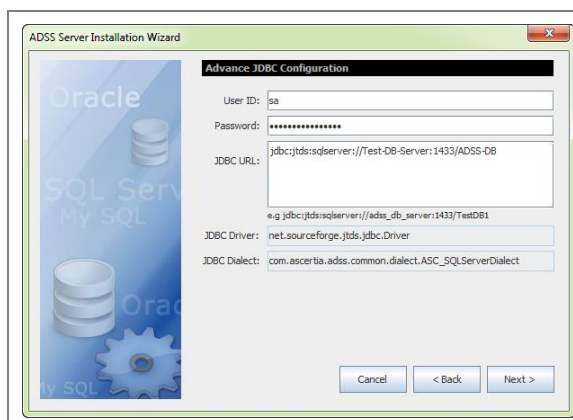 ADSS Server Installation Wizard
Advance JDBC Configuration
Oracle
SQL Serv
My SQL
Orac
My SQL
User ID: sa
Password: ••••••••••••••••
JDBC URL: jdbc:jtds:sqlserver://Test-DB-Server:1433/ADSS-DB
e.g jdbc:jtds:sqlserver://adss_db_server:1433/TestDB1
JDBC Driver: net.sourceforge.jtds.jdbc.Driver
JDBC Dialect: com.ascertia.adss.common.dialect.ASC_SQLServerDialect
Cancel < Back Next >